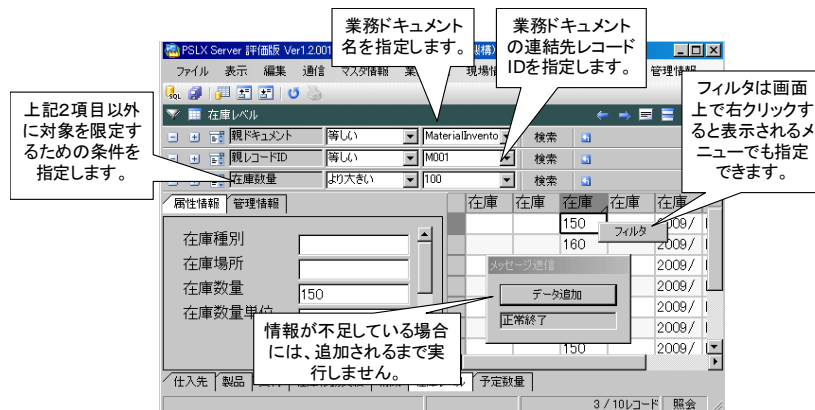 業務ドキュメント
名を指定します。
業務ドキュメント
の連結先レコード
IDを指定します。
フィルタは画面
上で右クリックす
ると表示されるメ
ニューでも指定
できます。
上記2項目以外
に対象を限定す
るための条件を
指定します。
PSLX Server 評価版 Ver1.2001
ファイル 表示 編集 通信 マスタ情報
管理情報
在庫レベル
親ドキュメント 等しい MaterialInvento 検索
親レコードID 等しい M001 検索
在庫数量 より大きい 100 検索
属性情報 管理情報
在庫 在庫 在庫 在庫 在庫
150 2009/
フィルタ
160 2009/
2009/
2009/
2009/
2009/
150 2009/
在庫種別
在庫場所
在庫数量 150
在庫数量単位
メッセージ送信
データ追加
正常終了
情報が不足している場合
には、追加されるまで実
行しません。
仕入先 製品 予定数量
3 / 10レコード 照会